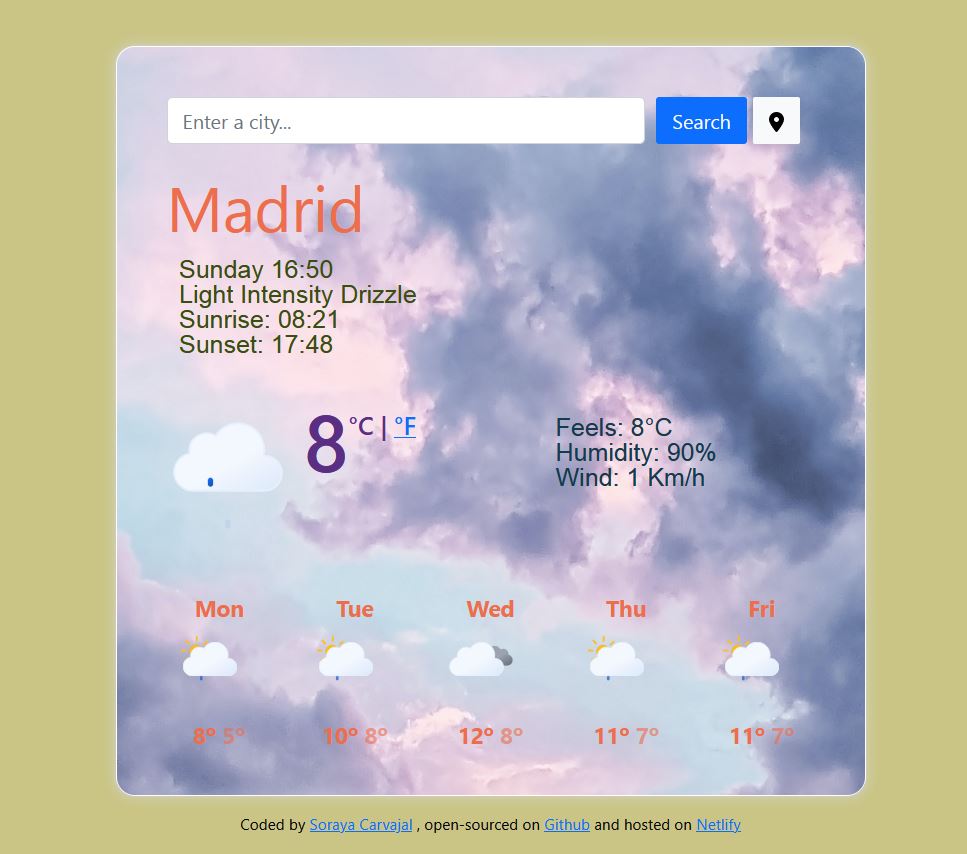 Enter a city...
Search
Madrid
Sunday 16:50
Light Intensity Drizzle
Sunrise: 08:21
Sunset: 17:48
8 °C | °F
Feels: 8°C
Humidity: 90%
Wind: 1 Km/h
Mon Tue Wed Thu Fri
8° 5° 10° 8° 12° 8° 11° 7° 11° 7°
Coded by Soraya Carvajal , open-sourced on Github and hosted on Netlify